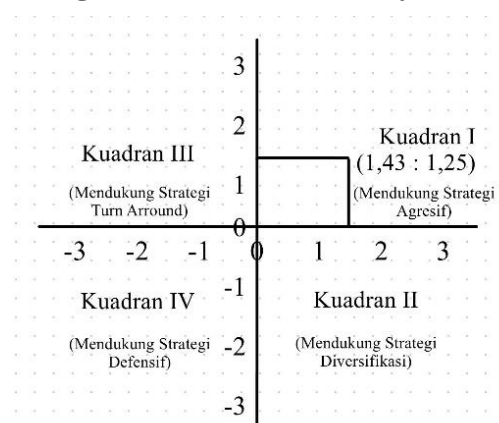 3
2
Kuadran I
Kuadran III
(1,43 : 1,25)
1
(Mendukung Strategi
Turn Arround)
(Mendukung Strategi
Agresif)
0
-3 -2 -1 0 1 2 3
-1
Kuadran IV
Kuadran II
(Mendukung Strategi
Defensif)
-2
(Mendukung Strategi
Diversifikasi)
-3